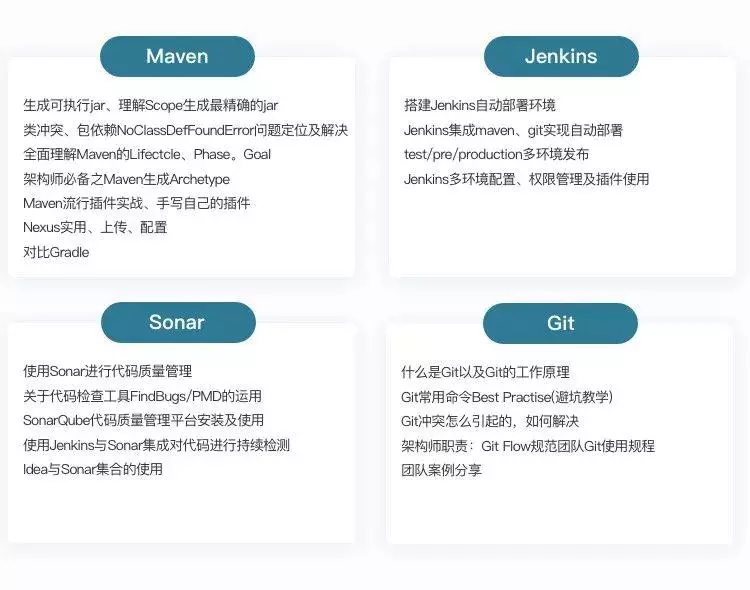 Maven
生成可执行jar、理解Scope生成最精确的jar
类冲突、包依赖NoClassDefFoundError问题定位及解决
全面理解Maven的Lifectcle、Phase。Goal
架构师必备之Maven生成Archetype
Maven流行插件实战、手写自己的插件
Nexus实用、上传、配置
对比Gradle
Jenkins
搭建Jenkins自动部署环境
Jenkins集成maven、git实现自动部署
test/pre/production多环境发布
Jenkins多环境配置、权限管理及插件使用
Sonar
使用Sonar进行代码质量管理
关于代码检查工具FindBugs/PMD的运用
SonarQube代码质量管理平台安装及使用
使用Jenkins与Sonar集成对代码进行持续检测
Idea与Sonar集合的使用
Git
什么是Git以及Git的工作原理
Git常用命令Best Practise(避坑教学)
Git冲突怎么引起的，如何解决
架构师职责：Git Flow规范团队Git使用规程
团队案例分享